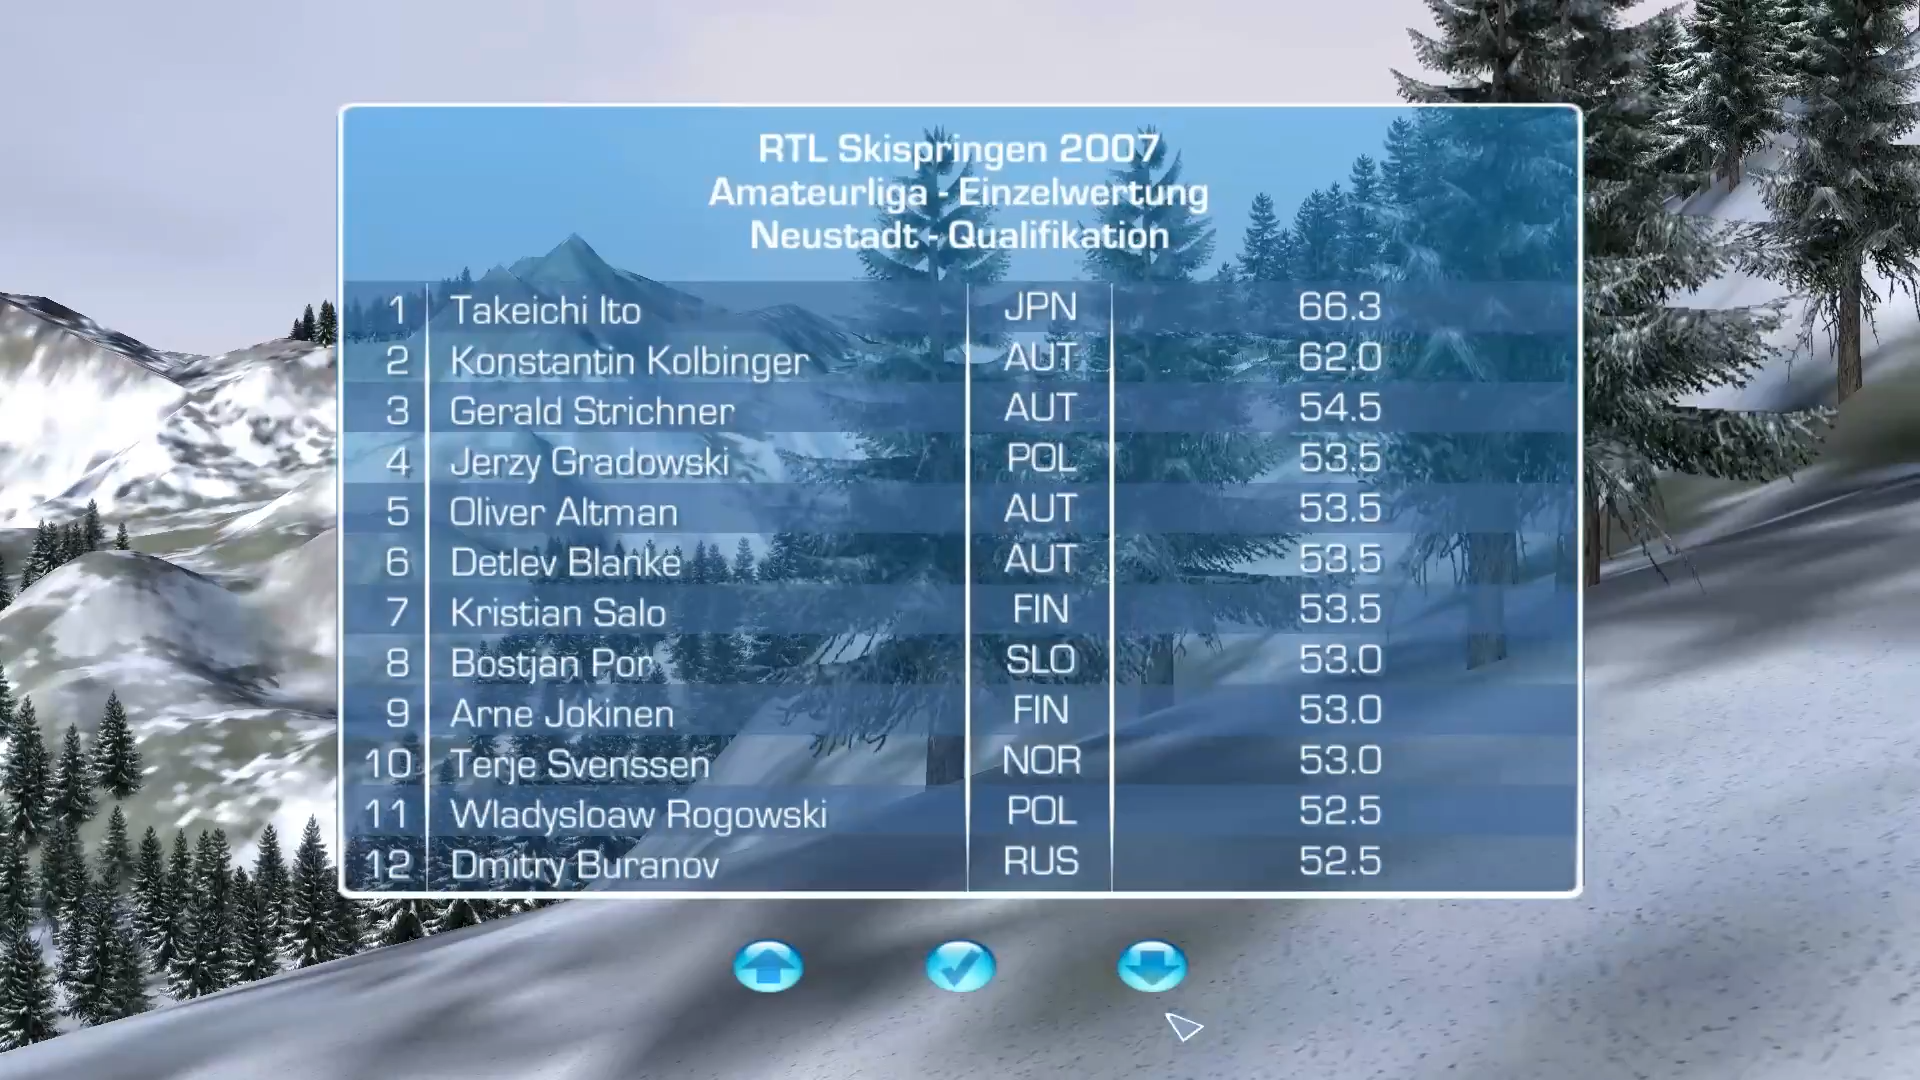 RTL Skispringen 2007
Amateurliga - Einzelwertung
Neustadt - Qualifikation
1 Takeichi Ito JPN 66.3
2 Konstantin Kolbinger AUT 62.0
3 Gerald Strichner AUT 54.5
4 Jerzy Gradowski POL 53.5
5 Oliver Altman AUT 53.5
6 Detlev Blanke AUT 53.5
7 Kristian Salo FIN 53.5
8 Bostjan Por SLO 53.0
9 Arne Jokinen FIN 53.0
10 Terje Svenssen NOR 53.0
11 Wladysloaw Rogowski POL 52.5
12 Dmitry Buranov RUS 52.5